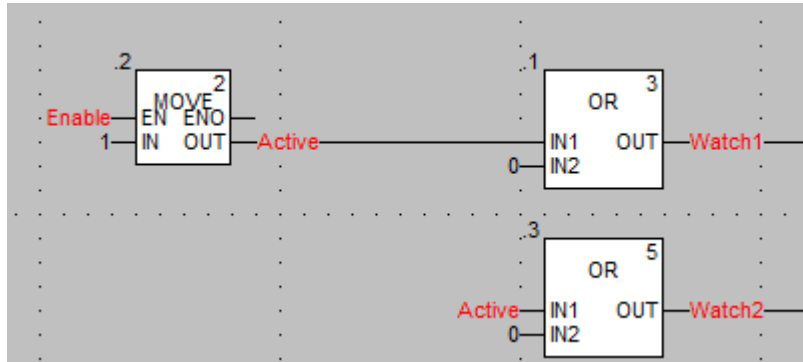 .2
2
MOVE
Enable EN ENO
1 IN OUT Active
.1
3
OR
IN1 OUT Watch1
0 IN2
.3
5
OR
Active IN1 OUT Watch2
0 IN2